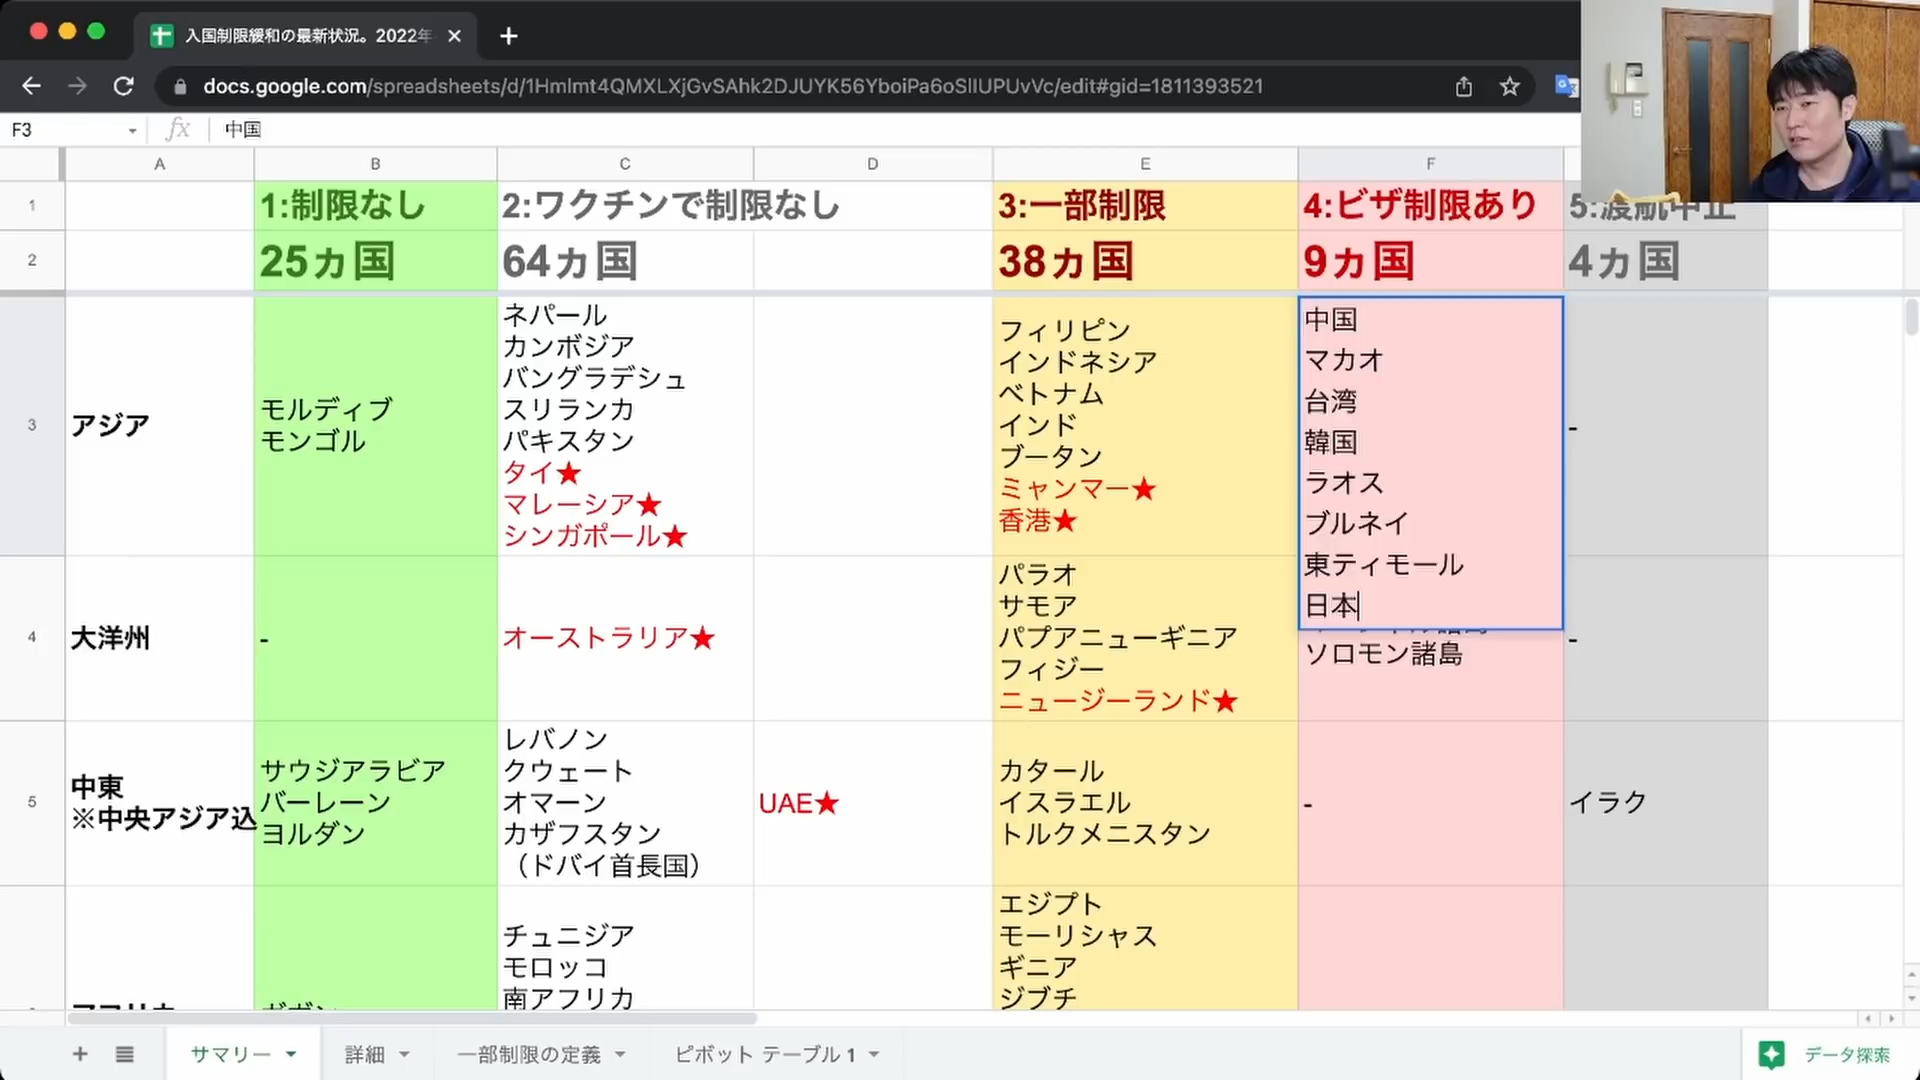 入国制限緩和の最新状況。2022年
docs.google.com/spreadsheets/d/1Hmlmt4QMXLXjGvSAhk2DJUYK56YboiPa6oSlIUPUvVc/edit#gid=1811393521
F3
fx
中国
A
B
C
D
E
F
1
1:制限なし
2:ワクチンで制限なし
3:一部制限
4:ビザ制限あり
5:渡航中止
2
25ヵ国
64ヵ国
38ヵ国
9ヵ国
4ヵ国
3
アジア
モルディブ
モンゴル
ネパール
カンボジア
バングラデシュ
スリランカ
パキスタン
タイ★
マレーシア★
シンガポール★
フィリピン
インドネシア
ベトナム
インド
ブータン
ミャンマー★
香港★
中国
マカオ
台湾
韓国
ラオス
ブルネイ
東ティモール
日本
-
4
大洋州
-
オーストラリア★
パラオ
サモア
パプアニューギニア
フィジー
ニュージーランド★
ソロモン諸島
-
5
中東
※中央アジア込
サウジアラビア
バーレーン
ヨルダン
レバノン
クウェート
オマーン
カザフスタン
（ドバイ首長国）
UAE★
カタール
イスラエル
トルクメニスタン
-
イラク
チュニジア
モロッコ
南アフリカ
エジプト
モーリシャス
ギニア
ジブチ
サマリー
詳細
一部制限の定義
ピボット テーブル 1
データ探索